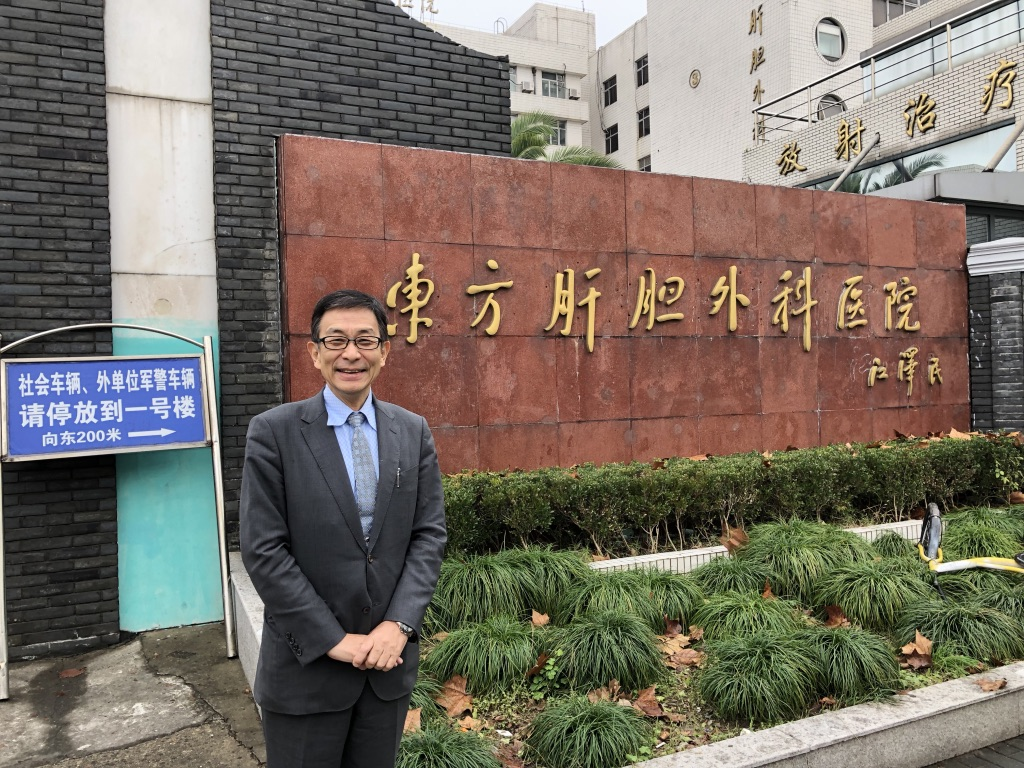 社会车辆、外单位军警车辆
请停放到一号楼
向东200米
東方肝胆外科医院
江澤民
肝胆外
放射治疗